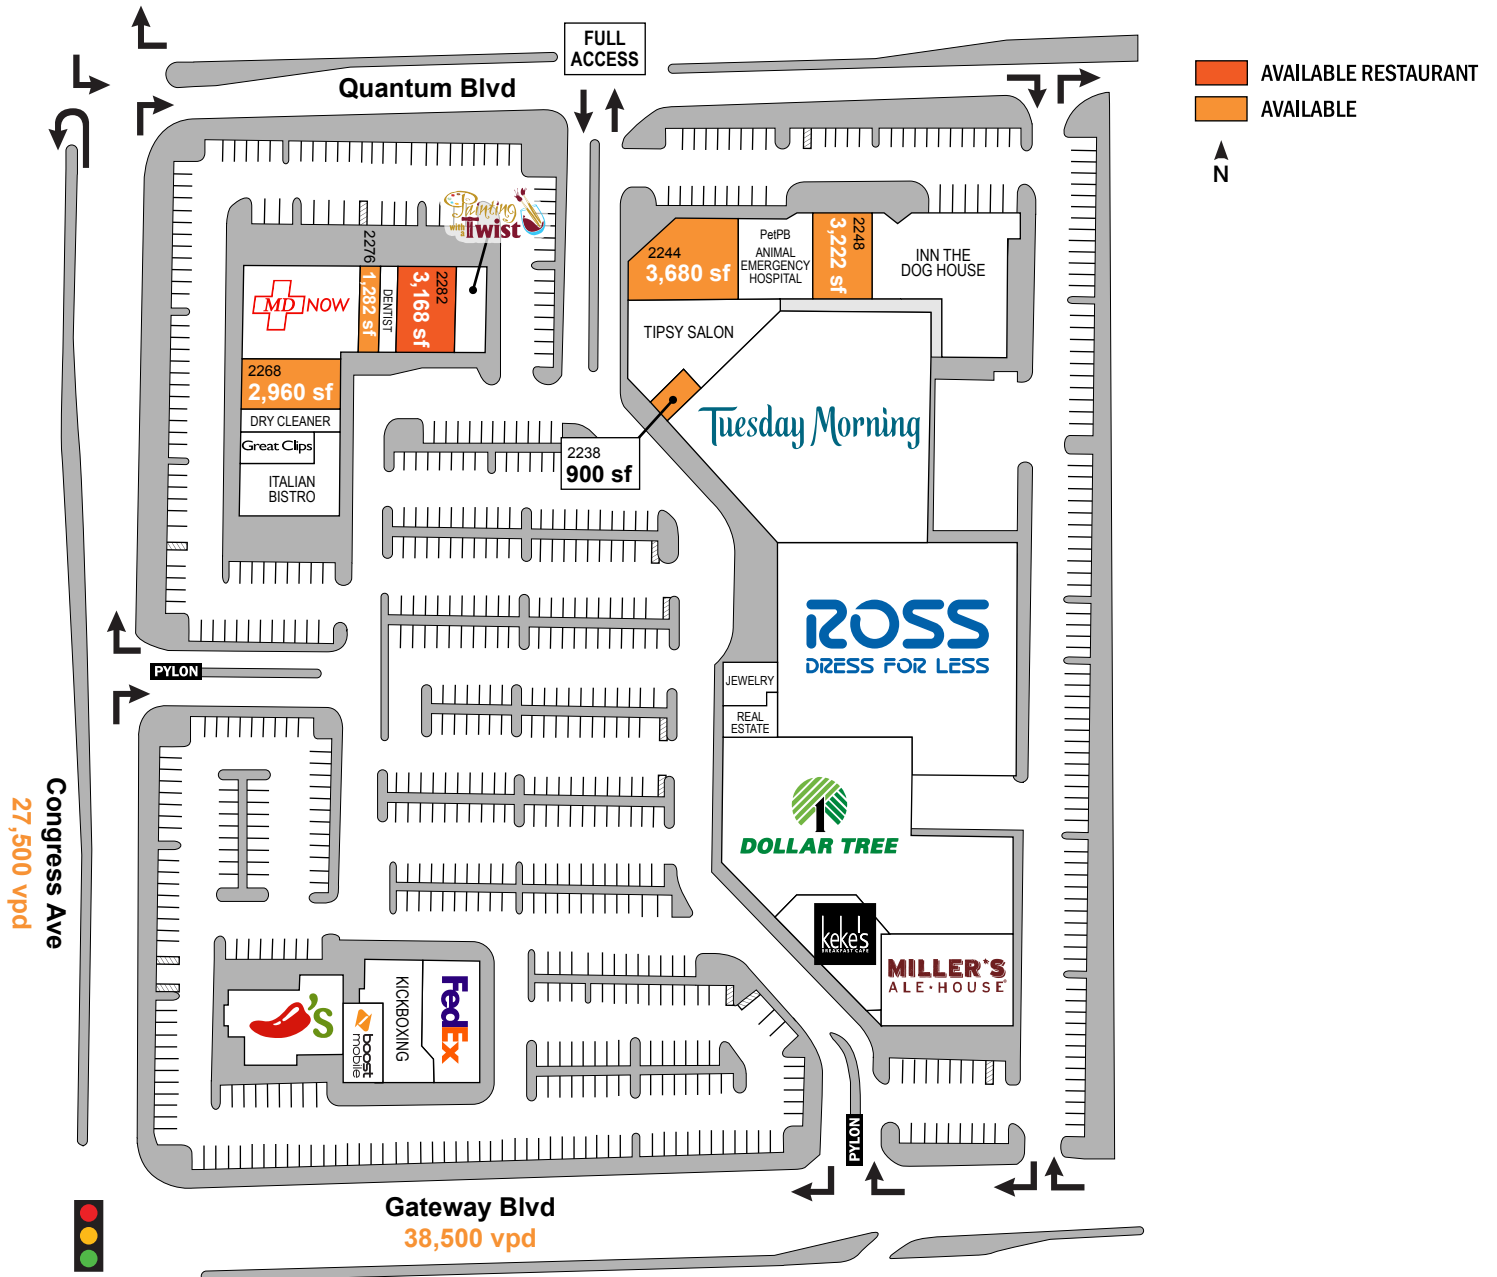 FULL
ACCESS
Quantum Blvd
AVAILABLE RESTAURANT
AVAILABLE
N
Painting
with a
Twist
MD NOW
2276
1,282 sf
DENTIST
2282
3,168 sf
2268
2,960 sf
DRY CLEANER
Great Clips
ITALIAN
BISTRO
2244
3,680 sf
PetPB
ANIMAL
EMERGENCY
HOSPITAL
2248
3,222 sf
INN THE
DOG HOUSE
TIPSY SALON
Tuesday Morning
2238
900 sf
ROSS
DRESS FOR LESS
PYLON
JEWELRY
REAL
ESTATE
DOLLAR TREE
1
keke's
BREAKFAST CAFE
MILLER'S
ALE·HOUSE
Congress Ave
27,500 vpd
'S
boost
mobile
KICKBOXING
FedEx
PYLON
Gateway Blvd
38,500 vpd